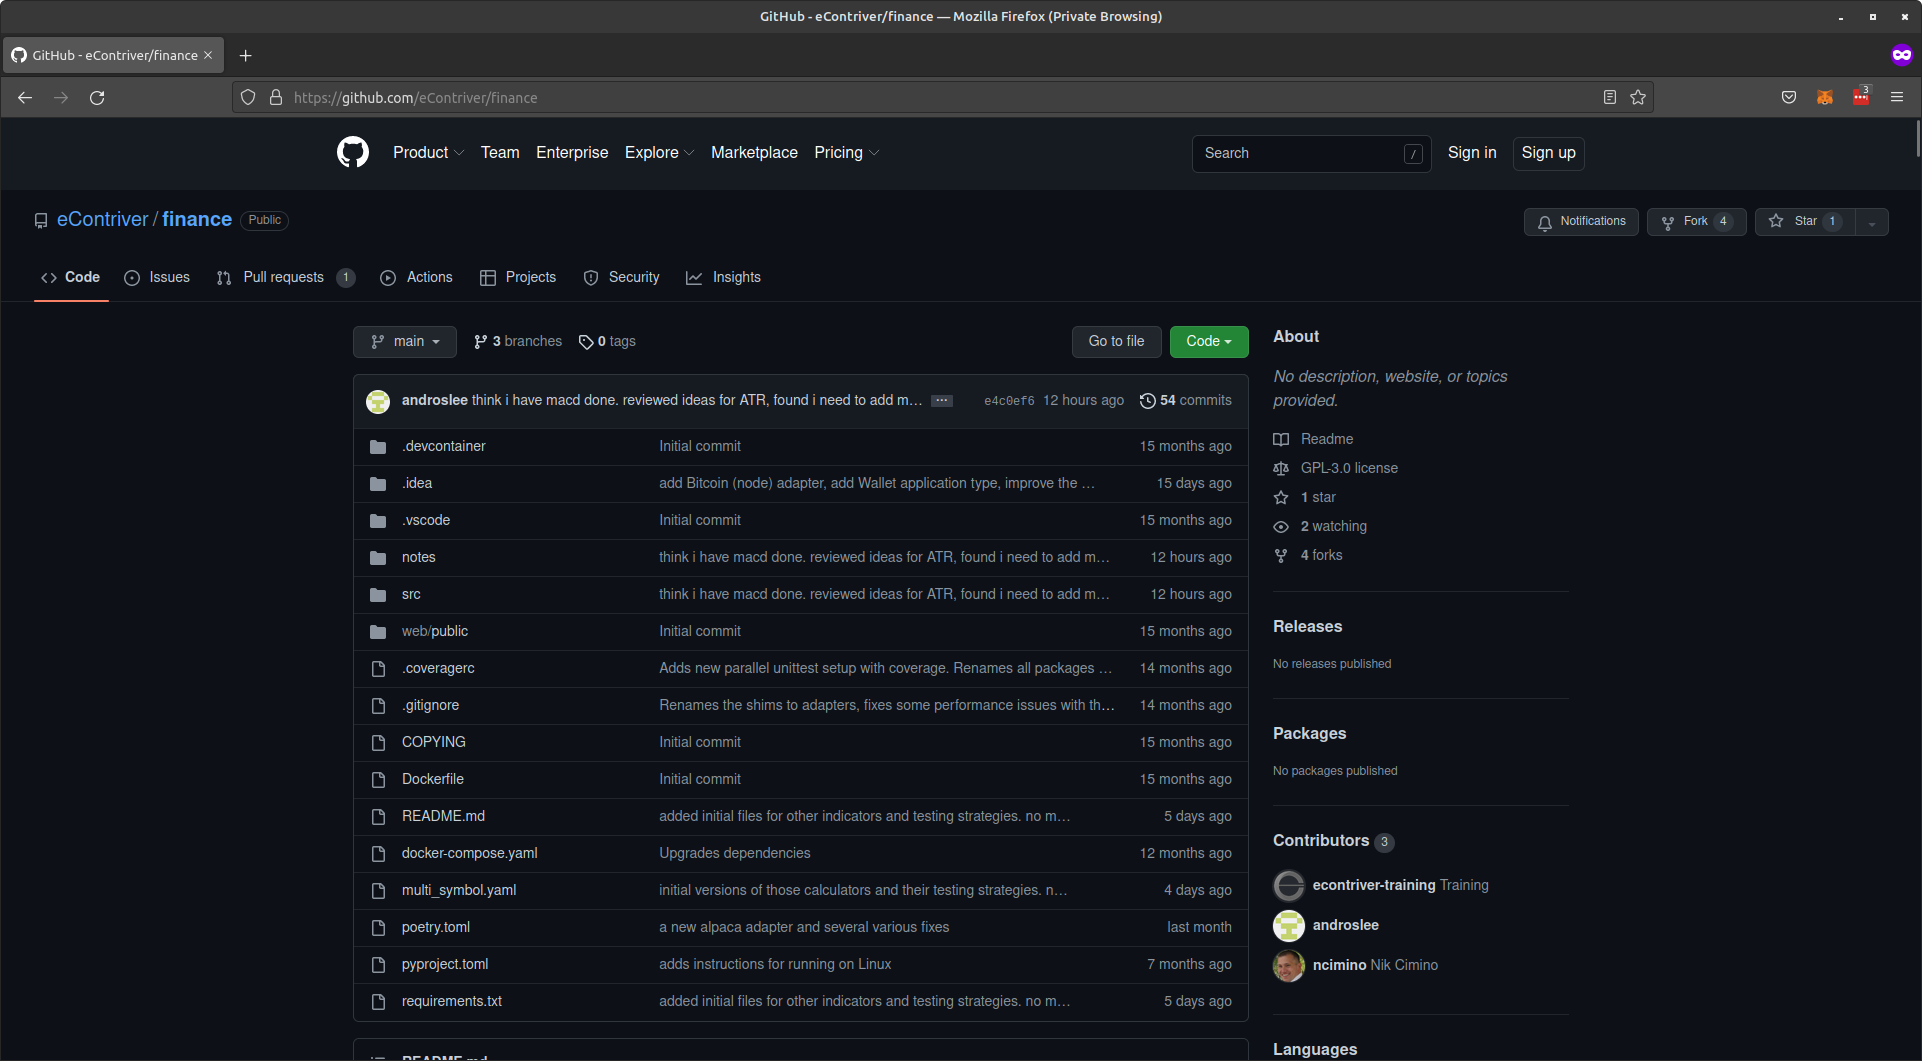 GitHub - eContriver/finance — Mozilla Firefox (Private Browsing)
GitHub - eContriver/finance
https://github.com/eContriver/finance
3
Product Team Enterprise Explore Marketplace Pricing
Search /
Sign in Sign up
eContriver / finance Public
Notifications Fork 4 Star 1
Code Issues Pull requests 1 Actions Projects Security Insights
main 3 branches 0 tags Go to file Code
androslee think i have macd done. reviewed ideas for ATR, found i need to add m… ... e4c0ef6 12 hours ago 54 commits
.devcontainer Initial commit 15 months ago
.idea add Bitcoin (node) adapter, add Wallet application type, improve the … 15 days ago
.vscode Initial commit 15 months ago
notes think i have macd done. reviewed ideas for ATR, found i need to add m… 12 hours ago
src think i have macd done. reviewed ideas for ATR, found i need to add m… 12 hours ago
web/public Initial commit 15 months ago
.coveragerc Adds new parallel unittest setup with coverage. Renames all packages … 14 months ago
.gitignore Renames the shims to adapters, fixes some performance issues with th… 14 months ago
COPYING Initial commit 15 months ago
Dockerfile Initial commit 15 months ago
README.md added initial files for other indicators and testing strategies. no m… 5 days ago
docker-compose.yaml Upgrades dependencies 12 months ago
multi_symbol.yaml initial versions of those calculators and their testing strategies. n… 4 days ago
poetry.toml a new alpaca adapter and several various fixes last month
pyproject.toml adds instructions for running on Linux 7 months ago
requirements.txt added initial files for other indicators and testing strategies. no m… 5 days ago
README.md
About
No description, website, or topics
provided.
Readme
GPL-3.0 license
1 star
2 watching
4 forks
Releases
No releases published
Packages
No packages published
Contributors 3
econtriver-training Training
androslee
ncimino Nik Cimino
Languages